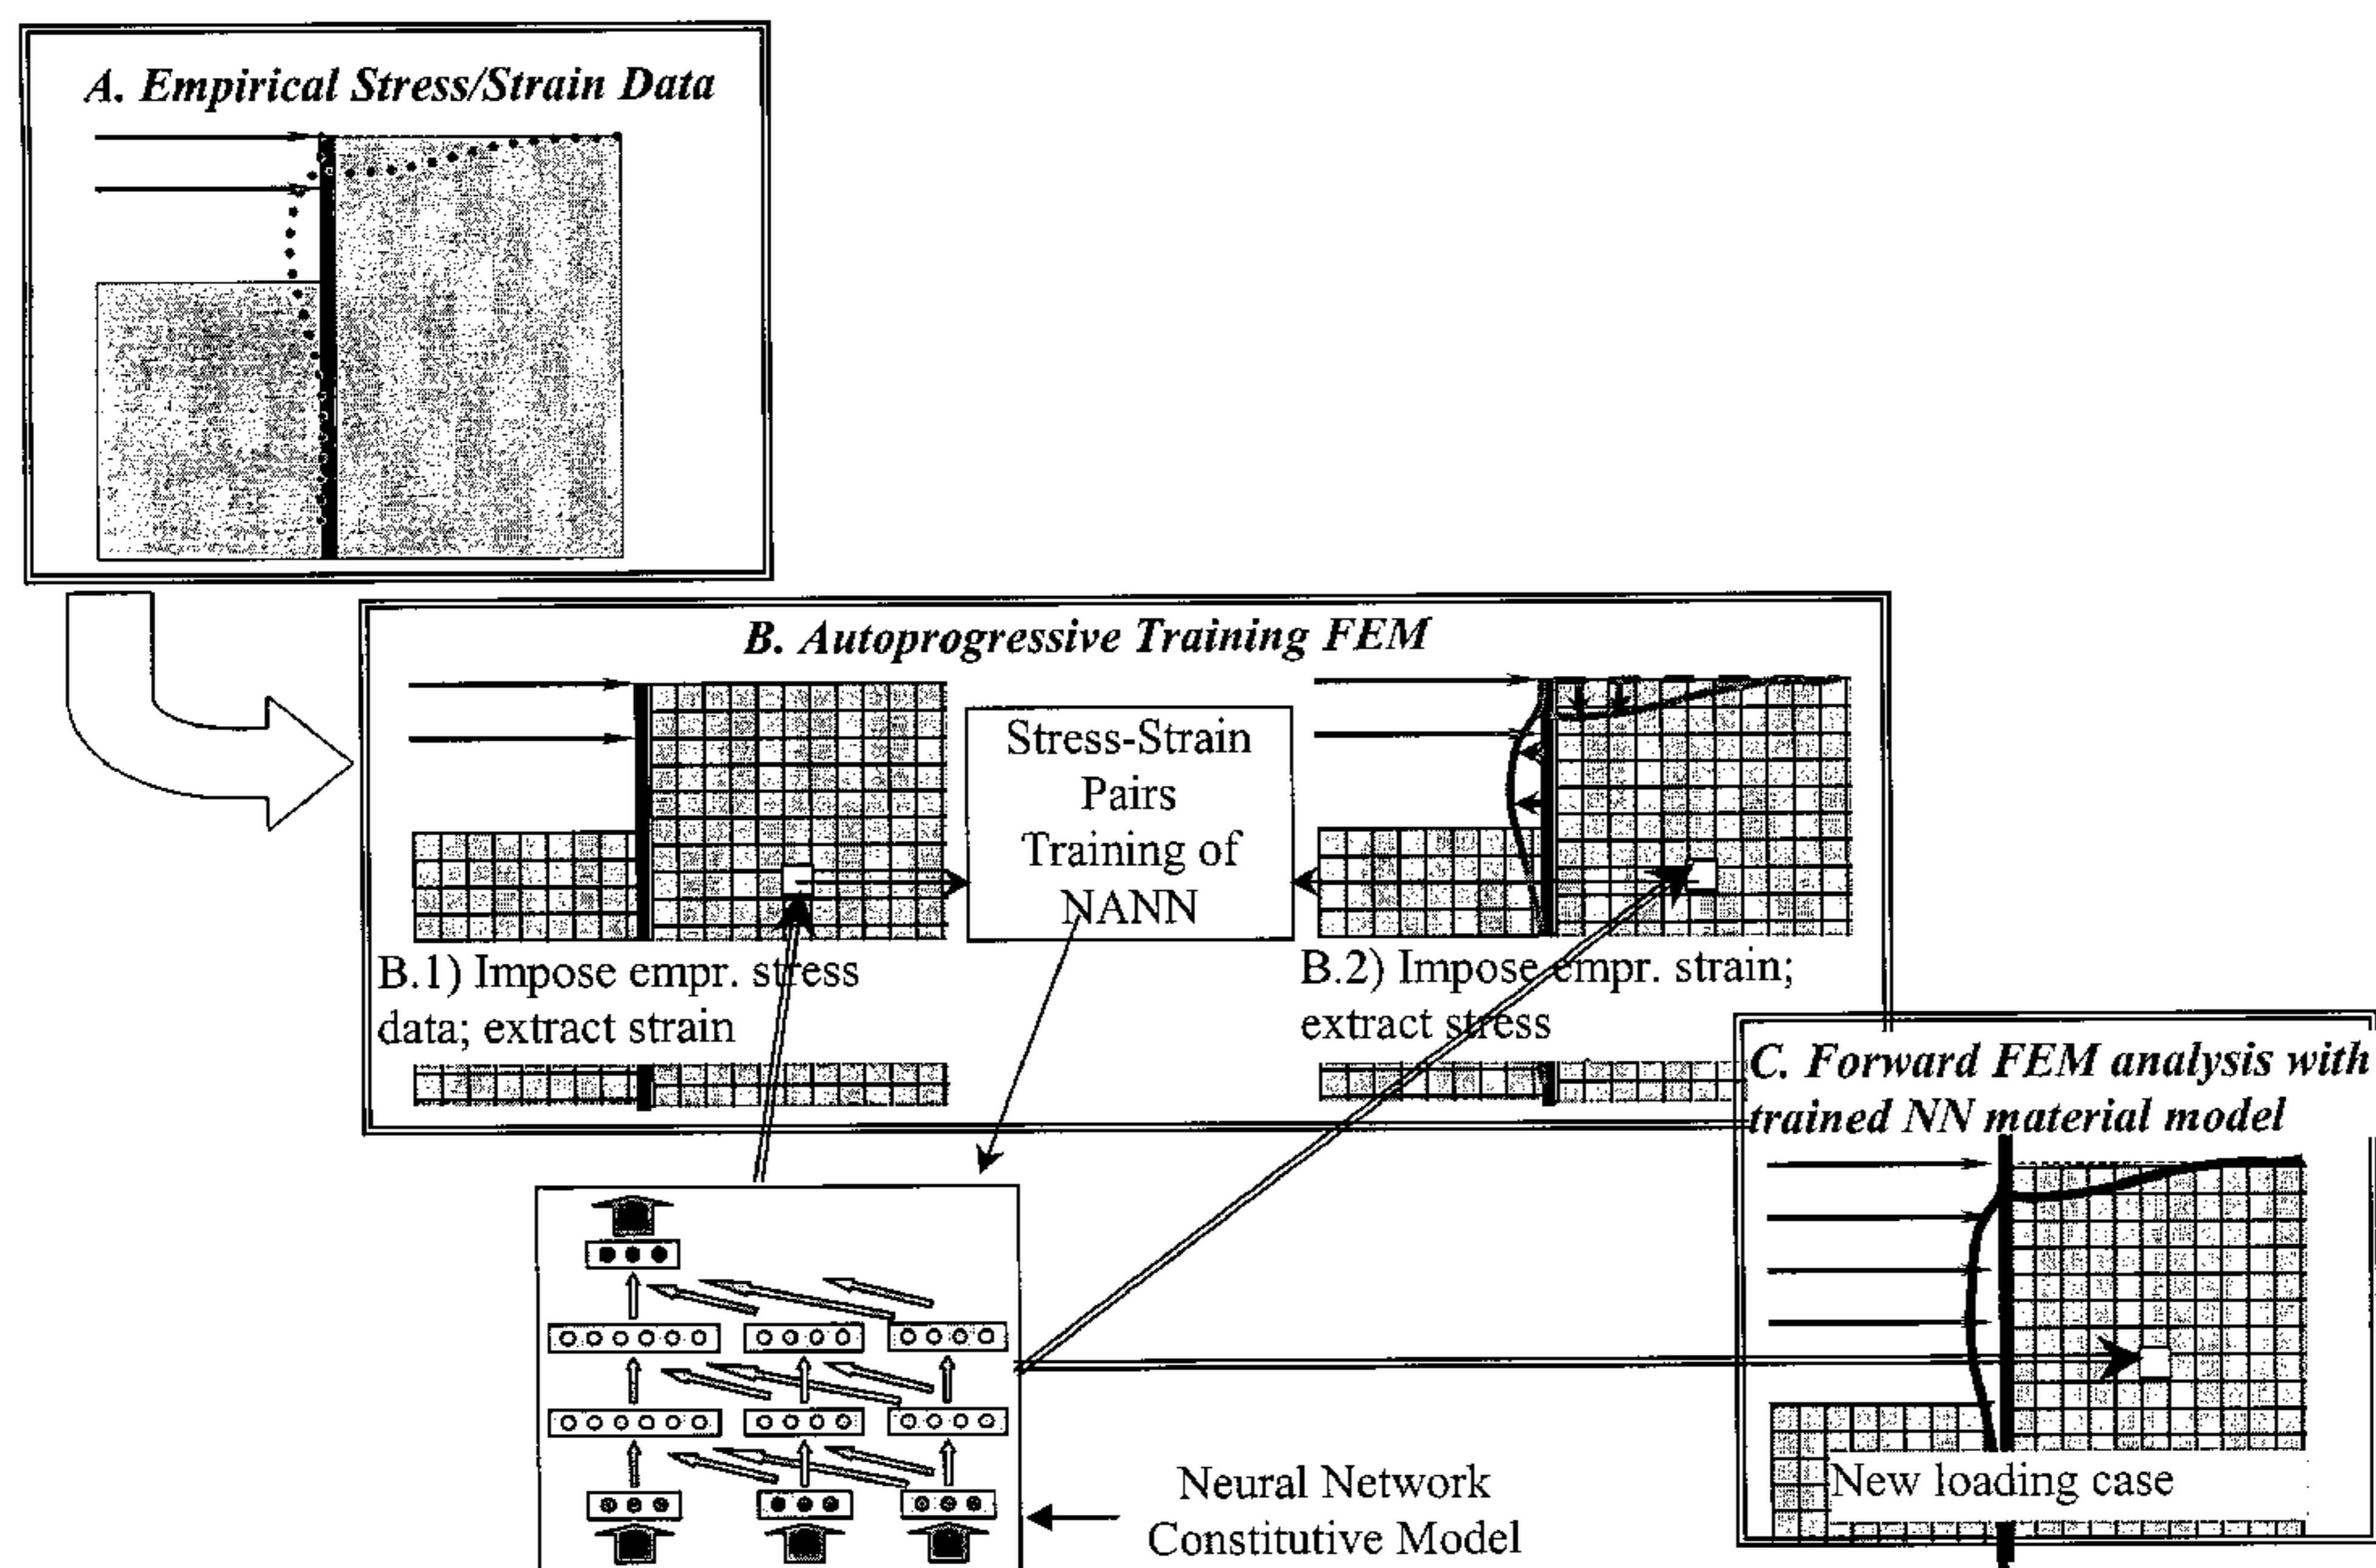 A. Empirical Stress/Strain Data
B. Autoprogressive Training FEM
Stress-Strain
Pairs
Training of
NANN
B.1) Impose empr. stress
data; extract strain
B.2) Impose empr. strain;
extract stress
C. Forward FEM analysis with
trained NN material model
New loading case
Neural Network
Constitutive Model